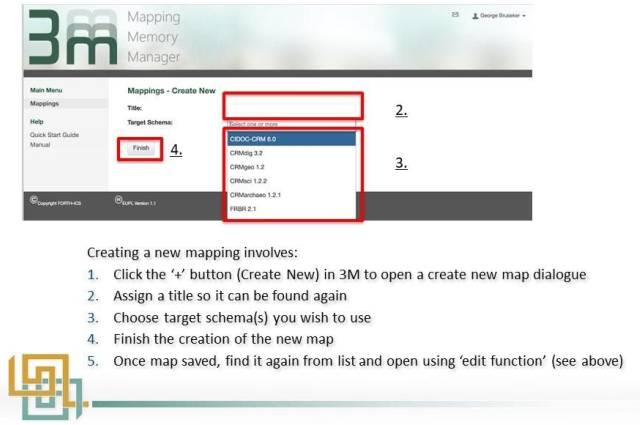 3m
Mapping
Memory
Manager
George Bruseker
Main Menu
Mappings
Help
Quick Start Guide
Manual
Mappings - Create New
Title:
Target Schema:
Select one or more
CIDOC-CRM 6.0
CRMdig 3.2
CRMgeo 1.2
CRMsci 1.2.2
CRMarchaeo 1.2.1
FRBR 2.1
Finish
4.
2.
3.
© Copyright FORTH-ICS
EUPL Version 1.1
Creating a new mapping involves:
1. Click the ‘+’ button (Create New) in 3M to open a create new map dialogue
2. Assign a title so it can be found again
3. Choose target schema(s) you wish to use
4. Finish the creation of the new map
5. Once map saved, find it again from list and open using ‘edit function’ (see above)